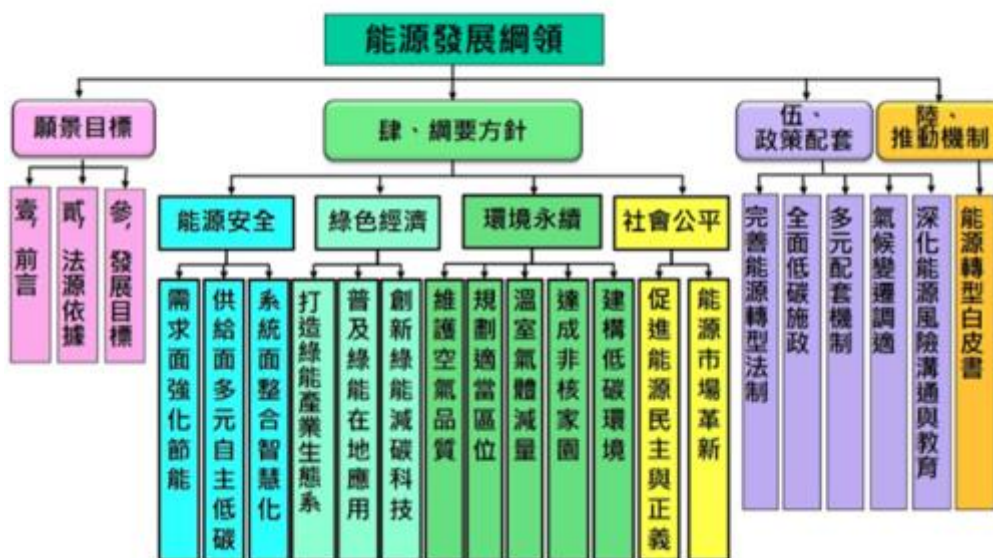 能源發展綱領
願景目標
肆、綱要方針
伍、
政策配套
陸、
推動機制
壹，前言
貳，法源依據
參，發展目標
能源安全
綠色經濟
環境永續
社會公平
需求面強化節能
供給面多元自主低碳
系統面整合智慧化
打造綠能產業生態系
普及綠能在地應用
創新綠能減碳科技
維護空氣品質
規劃適當區位
溫室氣體減量
達成非核家園
建構低碳環境
促進能源民主與正義
能源市場革新
完善能源轉型法制
全面低碳施政
多元配套機制
氣候變遷調適
深化能源風險溝通與教育
能源轉型白皮書